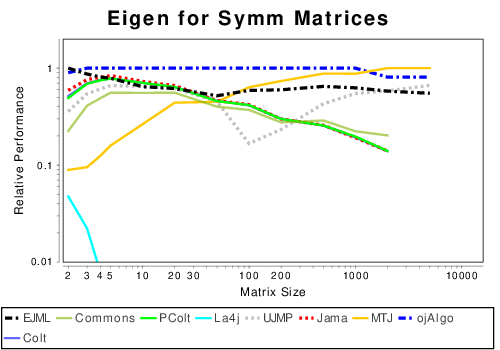 Eigen for Symm Matrices
Relative Performance
1
0.1
0.01
2 3 4 5 10 20 30 100 200 1000 10000
Matrix Size
EJML Commons PColt La4j UJMP Jama MTJ ojAlgo
Colt